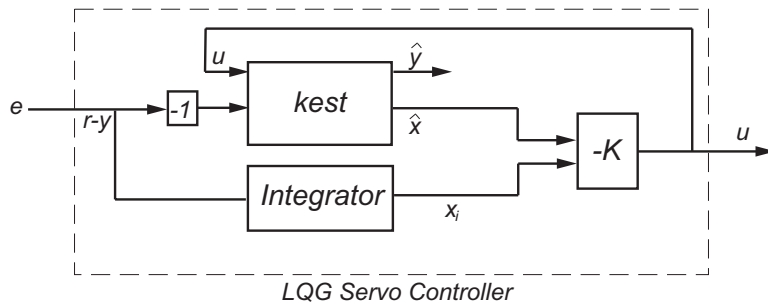 u
ŷ
e
r-y
-1
kest
x̂
-K
u
Integrator
xᵢ
LQG Servo Controller